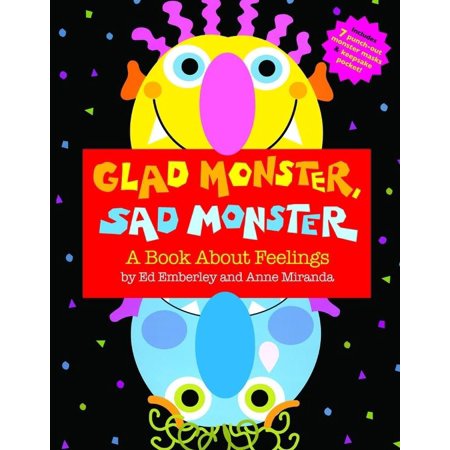 includes
7 punch-out
monster masks
& keepsake
pocket!
GLAD MONSTER,
SAD MONSTER
A Book About Feelings
by Ed Emberley and Anne Miranda